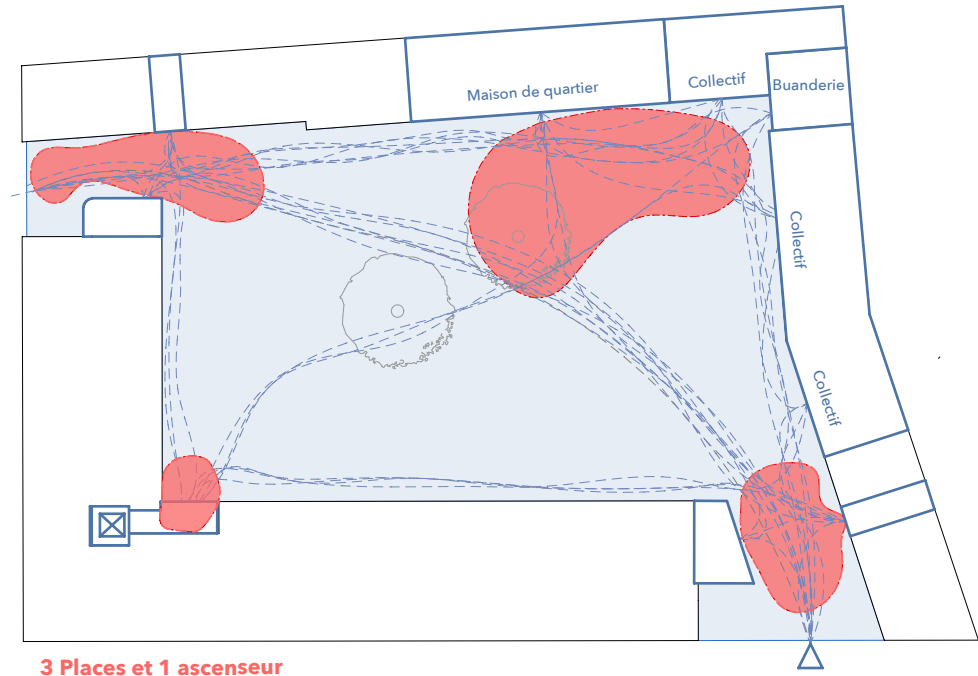 Maison de quartier
Collectif
Buanderie
Collectif
Collectif
3 Places et 1 ascenseur